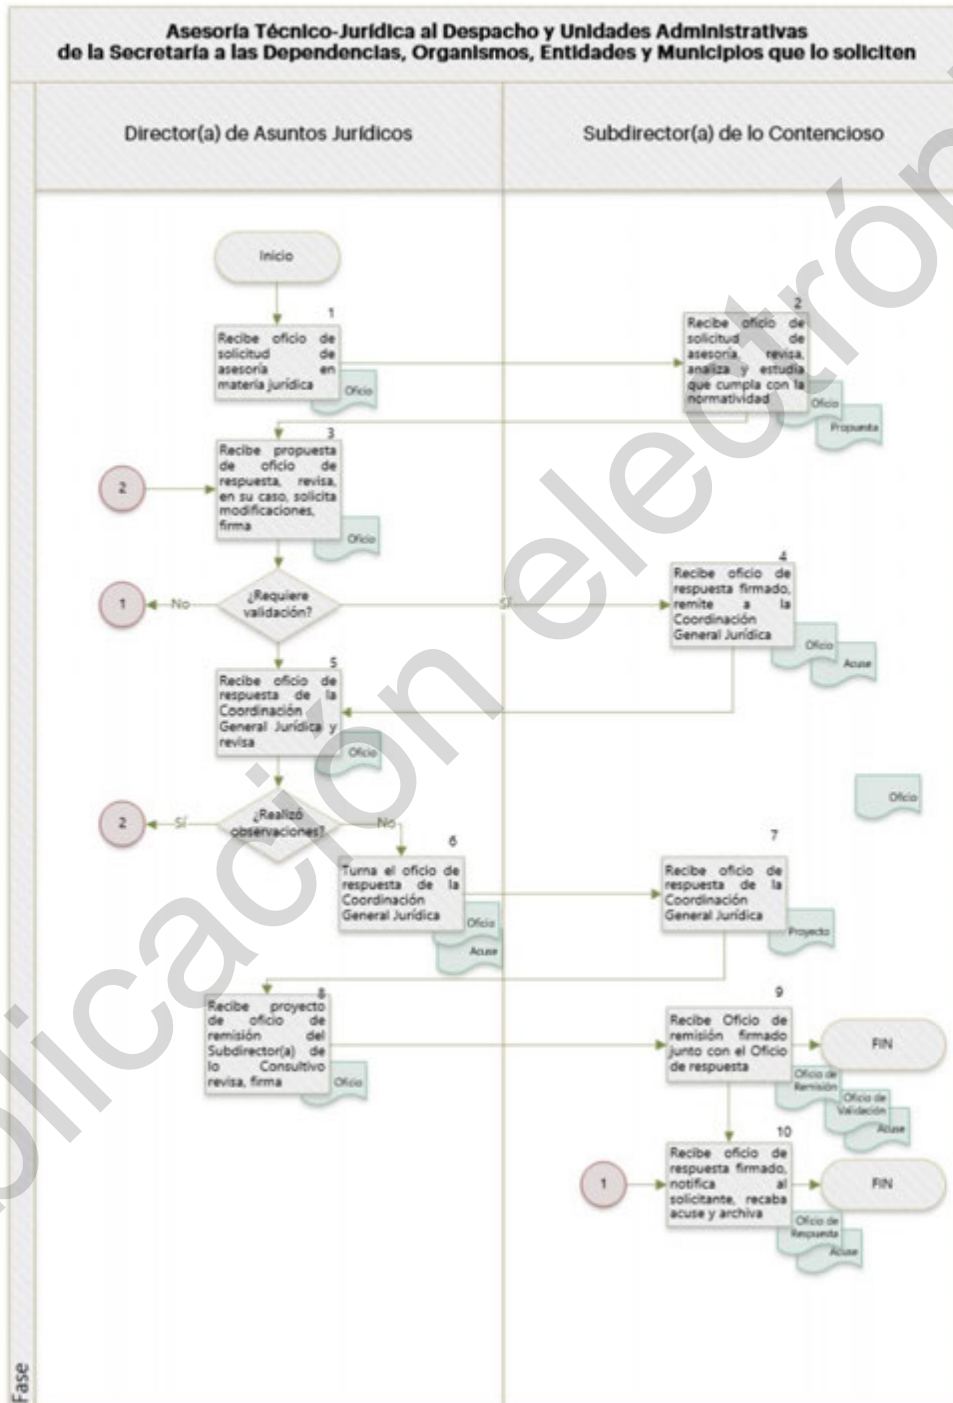 Asesoría Técnico-Jurídica al Despacho y Unidades Administrativas
de la Secretaría a las Dependencias, Organismos, Entidades y Municipios que lo soliciten
Director(a) de Asuntos Jurídicos
Subdirector(a) de lo Contencioso
Inicio
1
Recibe oficio de
solicitud de
asesoría en
materia jurídica
Oficio
2
Recibe oficio de
solicitud de
asesoría, revisa,
analiza y estudia
que cumpla con la
normatividad
Oficio
Propuesta
3
Recibe propuesta
de oficio de
respuesta, revisa,
en su caso, solicita
modificaciones,
firma
Oficio
2
¿Requiere
validación?
No
1
Sí
4
Recibe oficio de
respuesta firmado,
remite a la
Coordinación
General Jurídica
Oficio
Acuse
5
Recibe oficio de
respuesta de la
Coordinación
General Jurídica y
revisa
Oficio
Oficio
¿Realizó
observaciones?
Sí
2
No
6
Turna el oficio de
respuesta de la
Coordinación
General Jurídica
Oficio
Acuse
7
Recibe oficio de
respuesta de la
Coordinación
General Jurídica
Proyecto
8
Recibe proyecto
de oficio de
remisión del
Subdirector(a) de
lo Consultivo
revisa, firma
Oficio
9
Recibe Oficio de
remisión firmado
junto con el Oficio
de respuesta
Oficio de
Remisión
Oficio de
Validación
Acuse
FIN
10
1
Recibe oficio de
respuesta firmado,
notifica al
solicitante, recaba
acuse y archiva
Oficio de
Respuesta
Acuse
FIN
Fase
plicación electrón